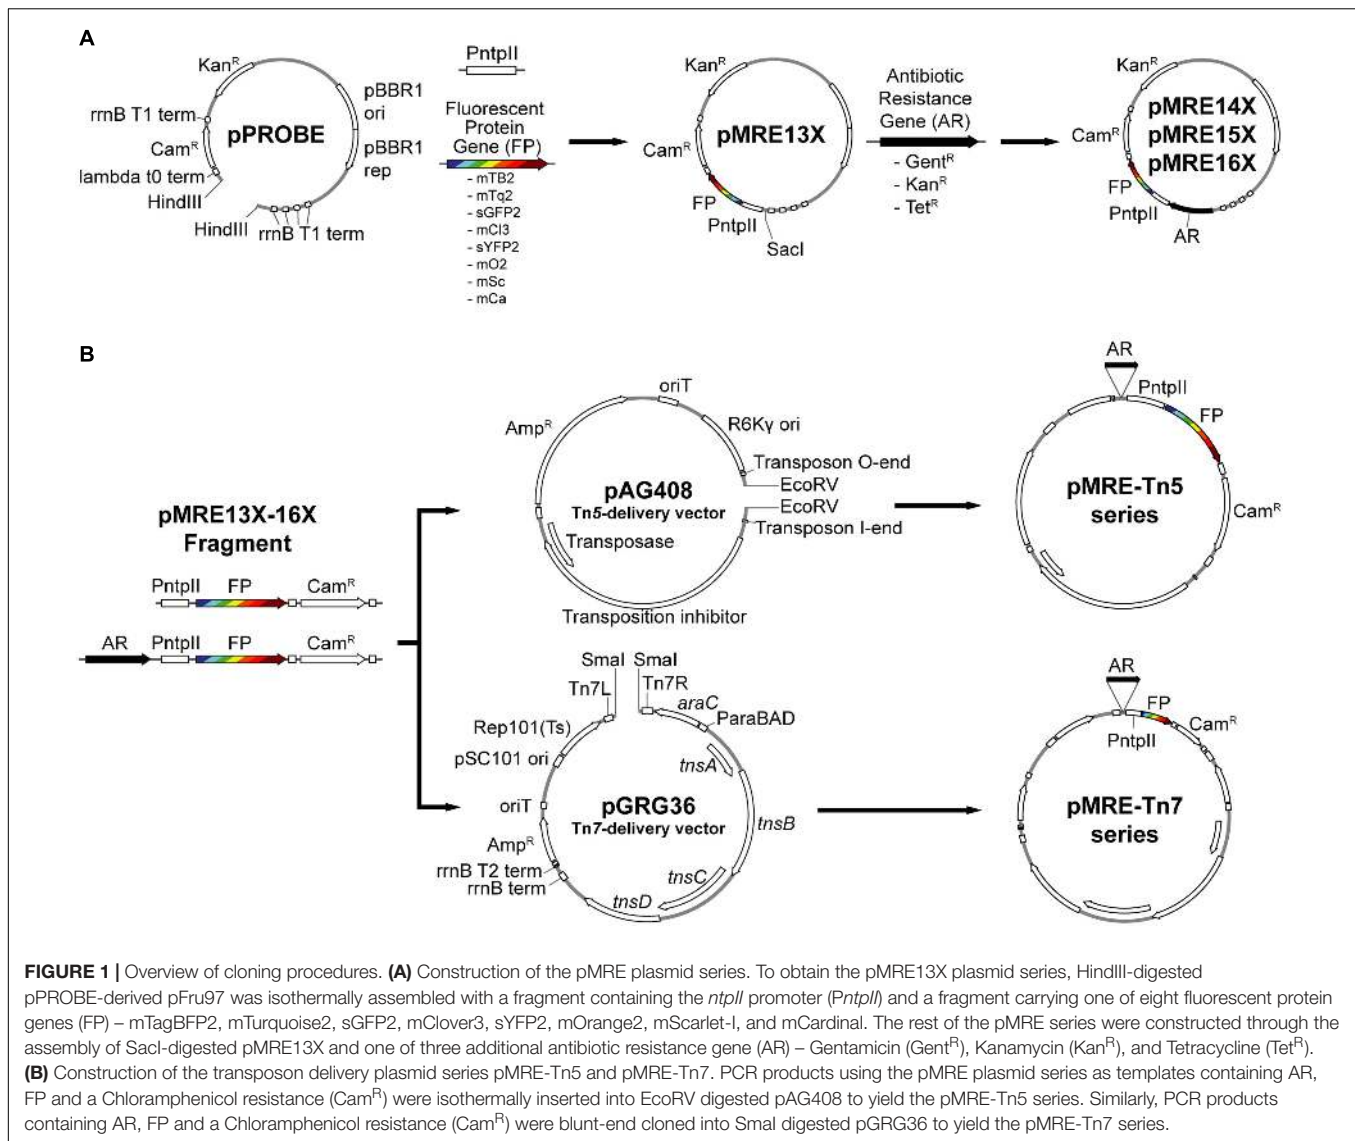 A
PntpII
Kan^R
rrnB T1 term
Cam^R
lambda t0 term
HindIII
HindIII
rrnB T1 term
pPROBE
pBBR1
ori
pBBR1
rep
Fluorescent
Protein
Gene (FP)
- mTB2
- mTq2
- sGFP2
- mCl3
- sYFP2
- mO2
- mSc
- mCa
Kan^R
pMRE13X
Cam^R
FP
PntpII
SacI
Antibiotic
Resistance
Gene (AR)
- Gent^R
- Kan^R
- Tet^R
Kan^R
pMRE14X
pMRE15X
pMRE16X
Cam^R
FP
PntpII
AR
B
pMRE13X-16X
Fragment
PntpII FP Cam^R
AR PntpII FP Cam^R
oriT
Amp^R
R6Kγ ori
Transposon O-end
EcoRV
EcoRV
Transposon I-end
pAG408
Tn5-delivery vector
Transposase
Transposition inhibitor
AR
PntpII
FP
pMRE-Tn5
series
Cam^R
SmaI SmaI
Tn7L Tn7R
araC
ParaBAD
Rep101(Ts)
pSC101 ori
tnsA
oriT
pGRG36
Tn7-delivery vector
tnsB
Amp^R
rrnB T2 term
rrnB term
tnsC
tnsD
AR
FP
PntpII
Cam^R
pMRE-Tn7
series
FIGURE 1 | Overview of cloning procedures. (A) Construction of the pMRE plasmid series. To obtain the pMRE13X plasmid series, HindIII-digested
pPROBE-derived pFru97 was isothermally assembled with a fragment containing the ntpII promoter (PntpII) and a fragment carrying one of eight fluorescent protein
genes (FP) – mTagBFP2, mTurquoise2, sGFP2, mClover3, sYFP2, mOrange2, mScarlet-I, and mCardinal. The rest of the pMRE series were constructed through the
assembly of SacI-digested pMRE13X and one of three additional antibiotic resistance gene (AR) – Gentamicin (Gent^R), Kanamycin (Kan^R), and Tetracycline (Tet^R).
(B) Construction of the transposon delivery plasmid series pMRE-Tn5 and pMRE-Tn7. PCR products using the pMRE plasmid series as templates containing AR,
FP and a Chloramphenicol resistance (Cam^R) were isothermally inserted into EcoRV digested pAG408 to yield the pMRE-Tn5 series. Similarly, PCR products
containing AR, FP and a Chloramphenicol resistance (Cam^R) were blunt-end cloned into SmaI digested pGRG36 to yield the pMRE-Tn7 series.